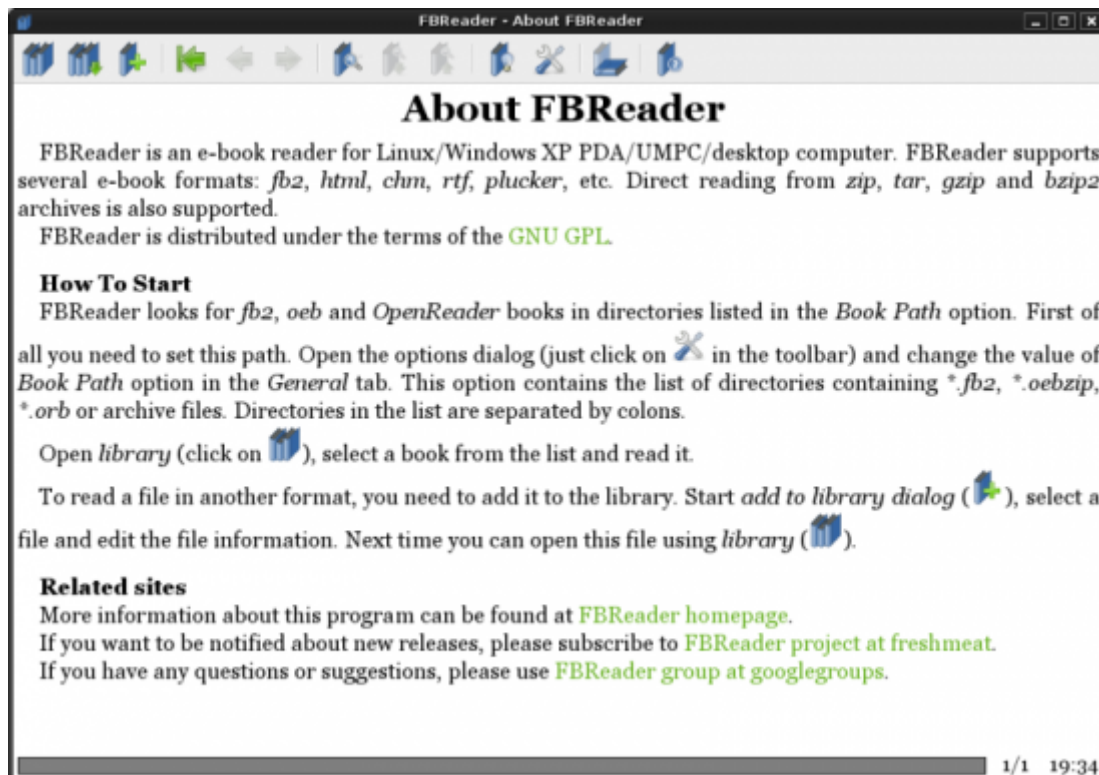 FBReader - About FBReader
About FBReader
FBReader is an e-book reader for Linux/Windows XP PDA/UMPC/desktop computer. FBReader supports
several e-book formats: fb2, html, chm, rtf, plucker, etc. Direct reading from zip, tar, gzip and bzip2
archives is also supported.
FBReader is distributed under the terms of the GNU GPL.
How To Start
FBReader looks for fb2, oeb and OpenReader books in directories listed in the Book Path option. First of
all you need to set this path. Open the options dialog (just click on in the toolbar) and change the value of
Book Path option in the General tab. This option contains the list of directories containing *.fb2, *.oebzip,
*.orb or archive files. Directories in the list are separated by colons.
Open library (click on ), select a book from the list and read it.
To read a file in another format, you need to add it to the library. Start add to library dialog ( ), select a
file and edit the file information. Next time you can open this file using library ( ).
Related sites
More information about this program can be found at FBReader homepage.
If you want to be notified about new releases, please subscribe to FBReader project at freshmeat.
If you have any questions or suggestions, please use FBReader group at googlegroups.
1/1 19:34